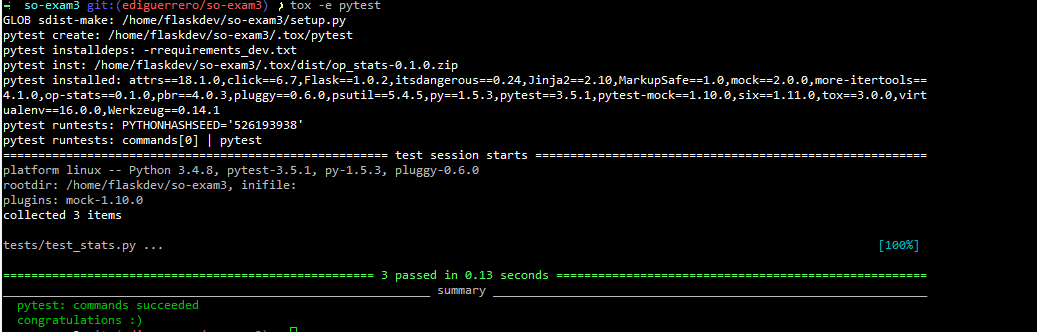 → so-exam3 git:(ediguerrero/so-exam3) ❯ tox -e pytest
GLOB sdist-make: /home/flaskdev/so-exam3/setup.py
pytest create: /home/flaskdev/so-exam3/.tox/pytest
pytest installdeps: -rrequirements_dev.txt
pytest inst: /home/flaskdev/so-exam3/.tox/dist/op_stats-0.1.0.zip
pytest installed: attrs==18.1.0,click==6.7,Flask==1.0.2,itsdangerous==0.24,Jinja2==2.10,MarkupSafe==1.0,mock==2.0.0,more-itertools==
4.1.0,op-stats==0.1.0,pbr==4.0.3,pluggy==0.6.0,psutil==5.4.5,py==1.5.3,pytest==3.5.1,pytest-mock==1.10.0,six==1.11.0,tox==3.0.0,virt
ualenv==16.0.0,Werkzeug==0.14.1
pytest runtests: PYTHONHASHSEED='526193938'
pytest runtests: commands[0] | pytest
======================================================= test session starts ========================================================
platform linux -- Python 3.4.8, pytest-3.5.1, py-1.5.3, pluggy-0.6.0
rootdir: /home/flaskdev/so-exam3, inifile:
plugins: mock-1.10.0
collected 3 items
tests/test_stats.py ... [100%]
===================================================== 3 passed in 0.13 seconds =====================================================
_____________________________________________________________ summary ______________________________________________________________
pytest: commands succeeded
congratulations :)